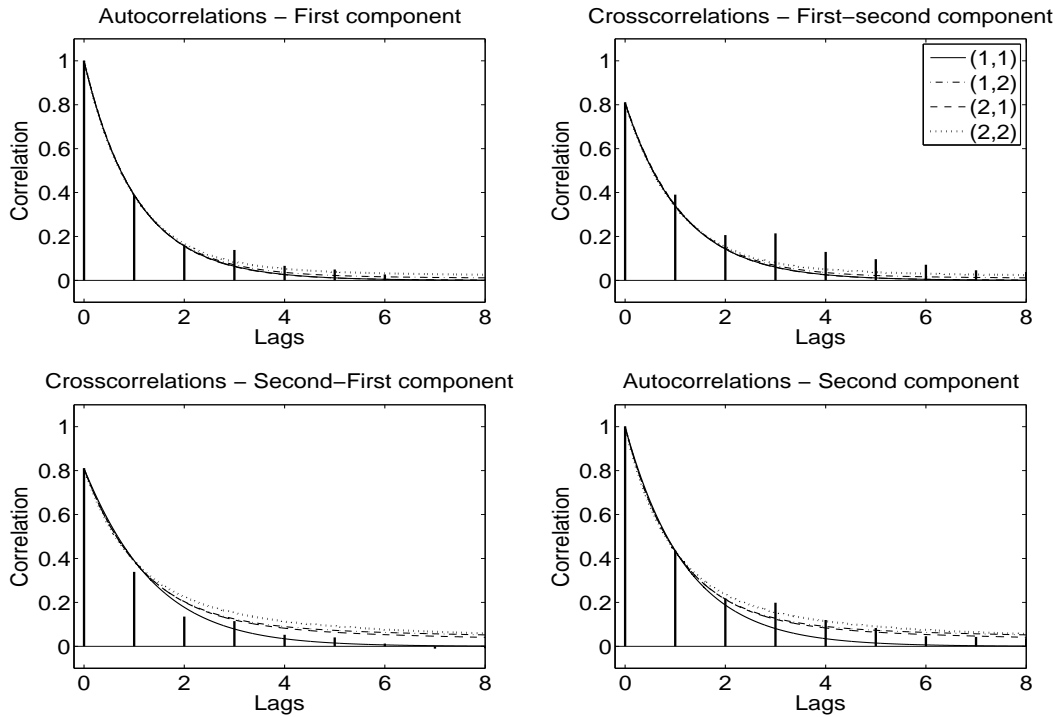 Autocorrelations − First component
Crosscorrelations − First−second component
1
0.8
0.6
0.4
0.2
0
Correlation
0 2 4 6 8
Lags
1
0.8
0.6
0.4
0.2
0
Correlation
0 2 4 6 8
Lags
(1,1)
(1,2)
(2,1)
(2,2)
Crosscorrelations − Second−First component
Autocorrelations − Second component
1
0.8
0.6
0.4
0.2
0
Correlation
0 2 4 6 8
Lags
1
0.8
0.6
0.4
0.2
0
Correlation
0 2 4 6 8
Lags